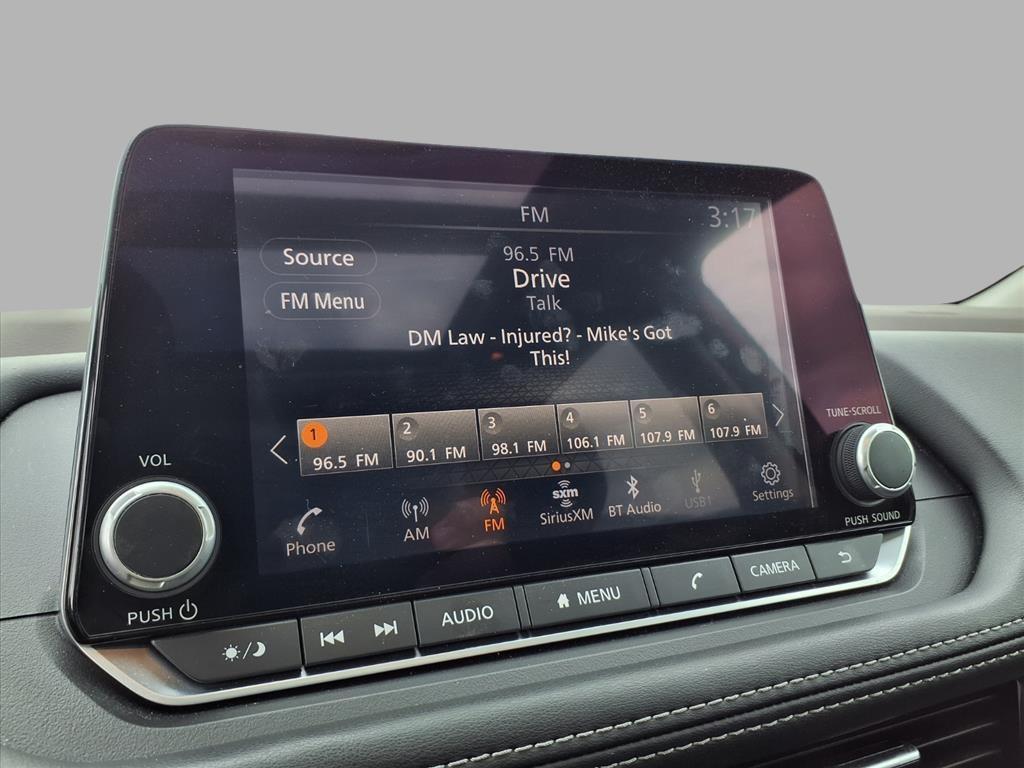 FM
3:17
Source
96.5 FM
Drive
FM Menu
Talk
DM Law - Injured? - Mike's Got
This!
1
96.5 FM
2
90.1 FM
3
98.1 FM
4
106.1 FM
5
107.9 FM
6
107.9 FM
TUNE·SCROLL
VOL
Phone
AM
FM
sxm
SiriusXM
BT Audio
USB1
Settings
PUSH SOUND
PUSH
AUDIO
MENU
CAMERA